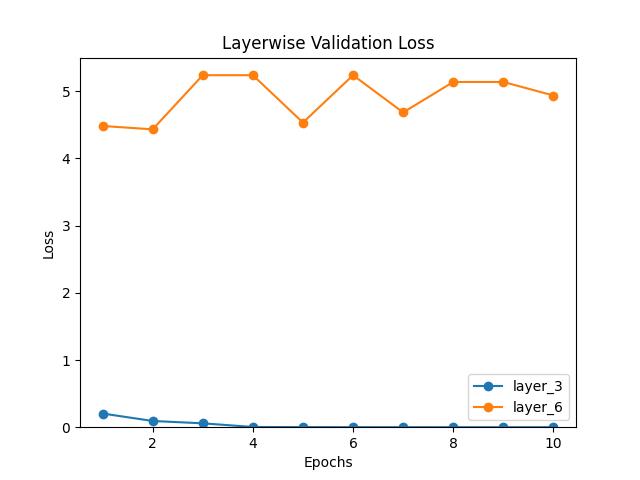 Layerwise Validation Loss
Loss
5
4
3
2
1
0
2 4 6 8 10
Epochs
layer_3
layer_6